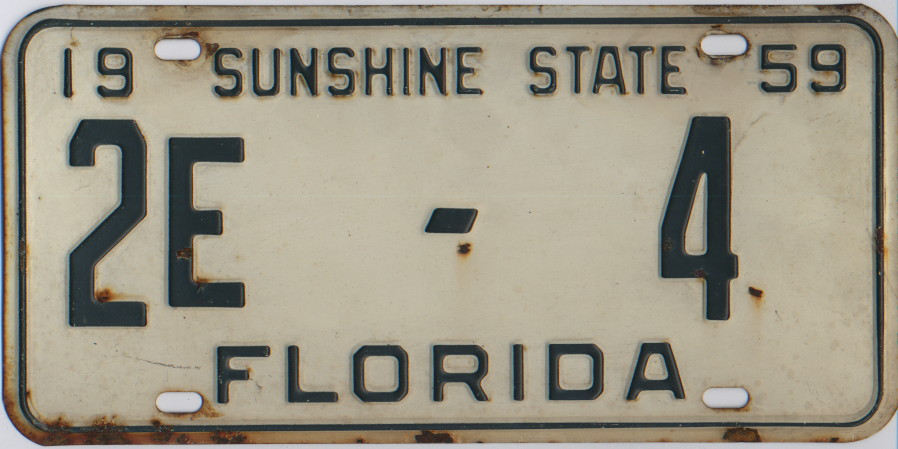 19 SUNSHINE STATE 59
2E - 4
FLORIDA